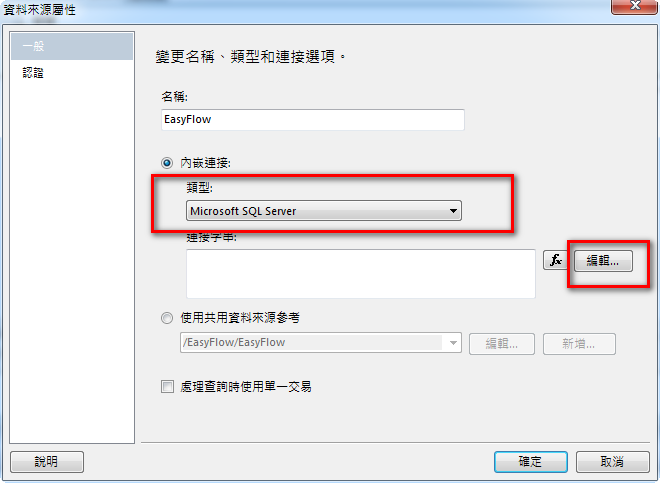 資料來源屬性
一般
認證
變更名稱、類型和連接選項。
名稱:
EasyFlow
內嵌連接:
類型:
Microsoft SQL Server
連接字串:
fx
編輯...
使用共用資料來源參考
/EasyFlow/EasyFlow
編輯...
新增...
處理查詢時使用單一交易
說明
確定
取消